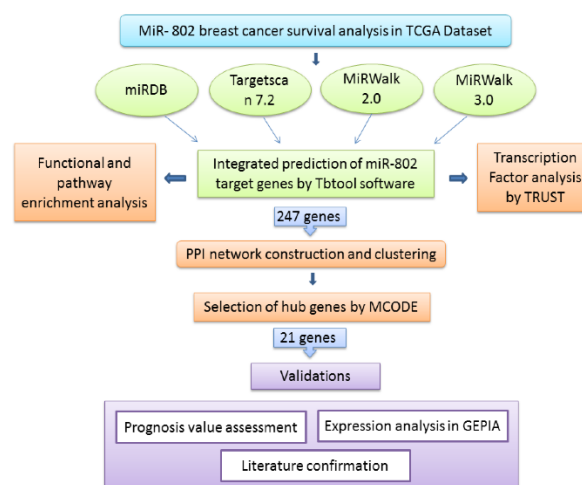 MiR- 802 breast cancer survival analysis in TCGA Dataset
miRDB
Targetsca
n 7.2
MiRWalk
2.0
MiRWalk
3.0
Functional and
pathway
enrichment analysis
Integrated prediction of miR-802
target genes by Tbtool software
Transcription
Factor analysis
by TRUST
247 genes
PPI network construction and clustering
Selection of hub genes by MCODE
21 genes
Validations
Prognosis value assessment
Expression analysis in GEPIA
Literature confirmation